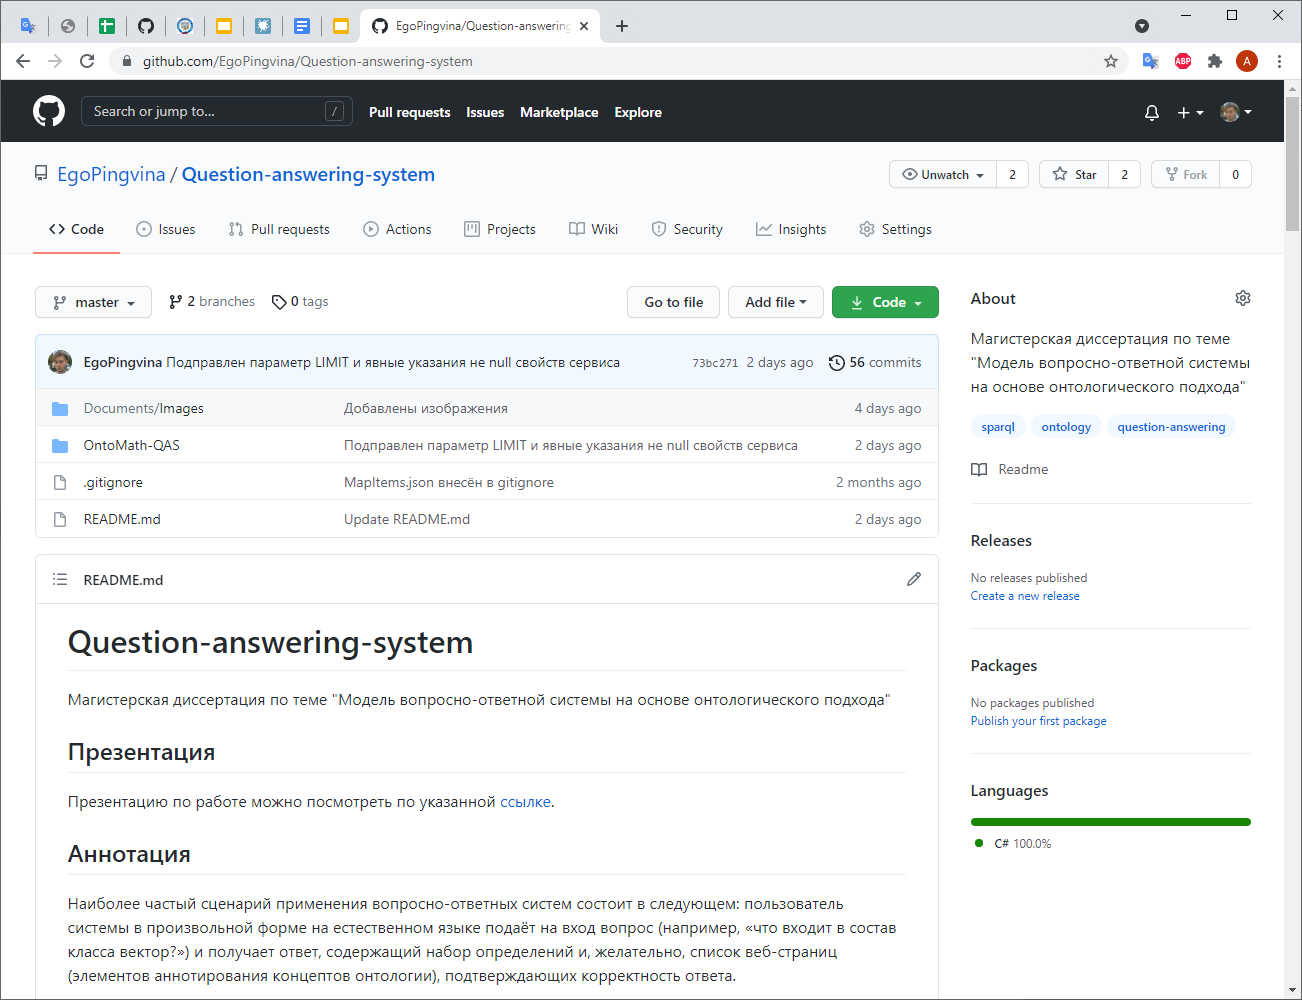 EgoPingvina/Question-answering
github.com/EgoPingvina/Question-answering-system
ABP
A
Search or jump to...
/
Pull requests
Issues
Marketplace
Explore
EgoPingvina / Question-answering-system
Unwatch 2
Star 2
Fork 0
Code
Issues
Pull requests
Actions
Projects
Wiki
Security
Insights
Settings
master
2 branches
0 tags
Go to file
Add file
Code
EgoPingvina Подправлен параметр LIMIT и явные указания не null свойств сервиса
73bc271 2 days ago
56 commits
Documents/Images Добавлены изображения 4 days ago
OntoMath-QAS Подправлен параметр LIMIT и явные указания не null свойств сервиса 2 days ago
.gitignore MapItems.json внесён в gitignore 2 months ago
README.md Update README.md 2 days ago
README.md
Question-answering-system
Магистерская диссертация по теме "Модель вопросно-ответной системы на основе онтологического подхода"
Презентация
Презентацию по работе можно посмотреть по указанной ссылке.
Аннотация
Наиболее частый сценарий применения вопросно-ответных систем состоит в следующем: пользователь
системы в произвольной форме на естественном языке подаёт на вход вопрос (например, «что входит в состав
класса вектор?») и получает ответ, содержащий набор определений и, желательно, список веб-страниц
(элементов аннотирования концептов онтологии), подтверждающих корректность ответа.
About
Магистерская диссертация по теме
"Модель вопросно-ответной системы
на основе онтологического подхода"
sparql ontology question-answering
Readme
Releases
No releases published
Create a new release
Packages
No packages published
Publish your first package
Languages
C# 100.0%